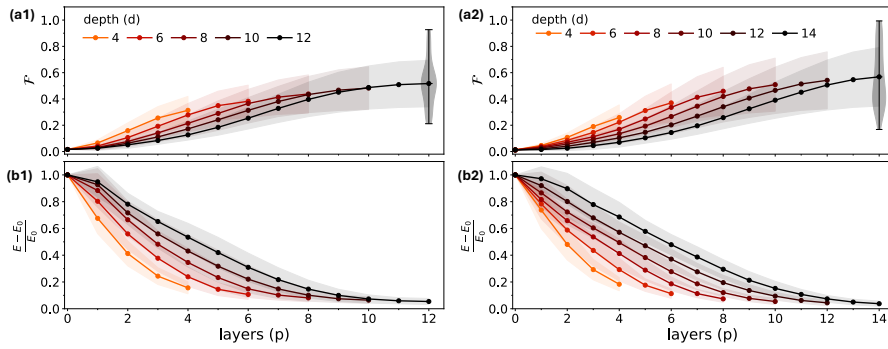 (a1)
depth (d)
4 6 8 10 12
ℱ
1.0
0.8
0.6
0.4
0.2
0.0
(a2)
depth (d)
4 6 8 10 12 14
ℱ
1.0
0.8
0.6
0.4
0.2
0.0
(b1)
E − E₀
E₀
1.0
0.8
0.6
0.4
0.2
0.0
0 2 4 6 8 10 12
layers (p)
(b2)
E − E₀
E₀
1.0
0.8
0.6
0.4
0.2
0.0
0 2 4 6 8 10 12 14
layers (p)